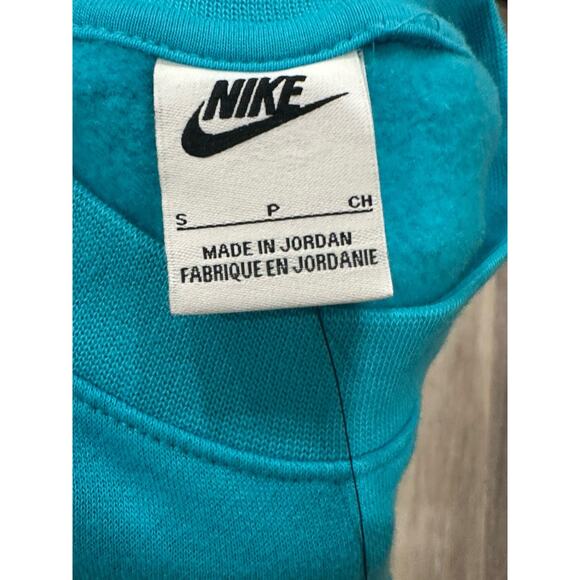 NIKE
S P CH
MADE IN JORDAN
FABRIQUE EN JORDANIE